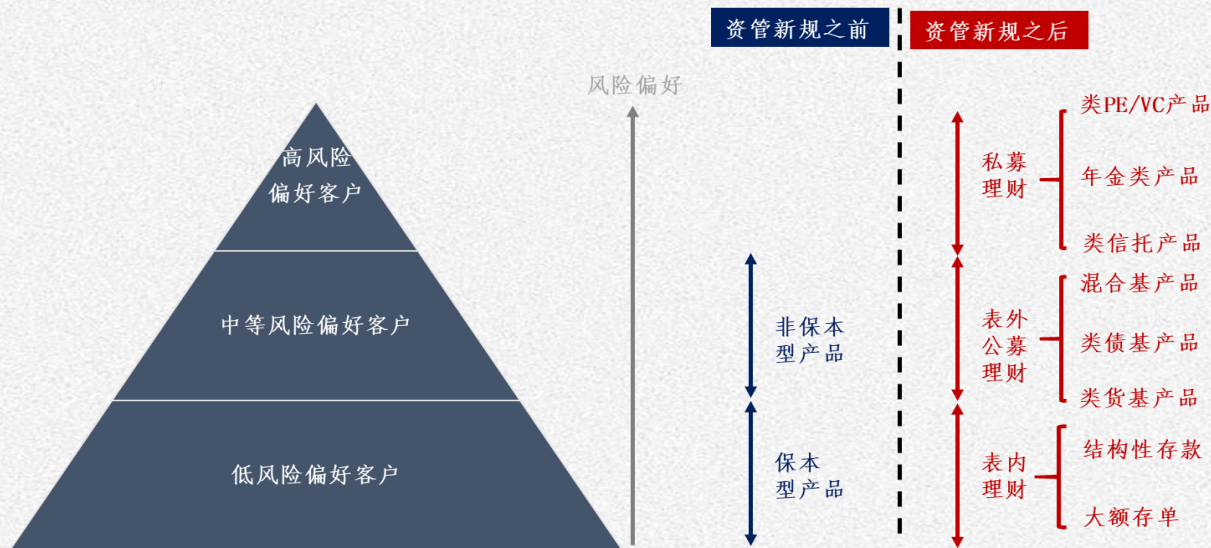 资管新规之前
资管新规之后
风险偏好
高风险
偏好客户
中等风险偏好客户
低风险偏好客户
非保本
型产品
保本
型产品
私募
理财
类PE/VC产品
年金类产品
类信托产品
表外
公募
理财
混合基产品
类债基产品
类货基产品
表内
理财
结构性存款
大额存单